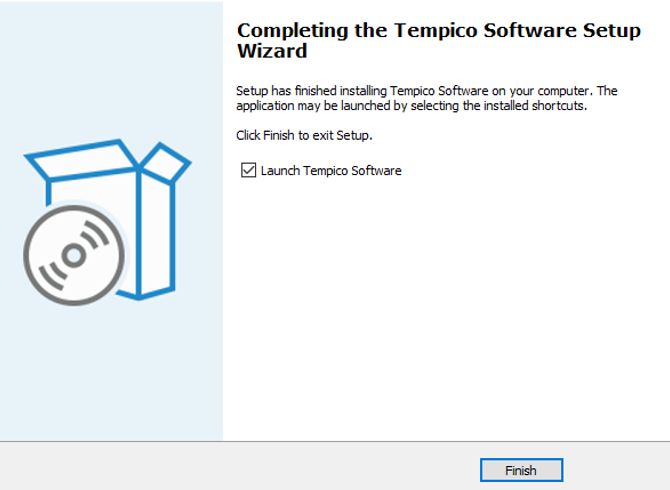 Completing the Tempico Software Setup
Wizard
Setup has finished installing Tempico Software on your computer. The
application may be launched by selecting the installed shortcuts.
Click Finish to exit Setup.
Launch Tempico Software
Finish